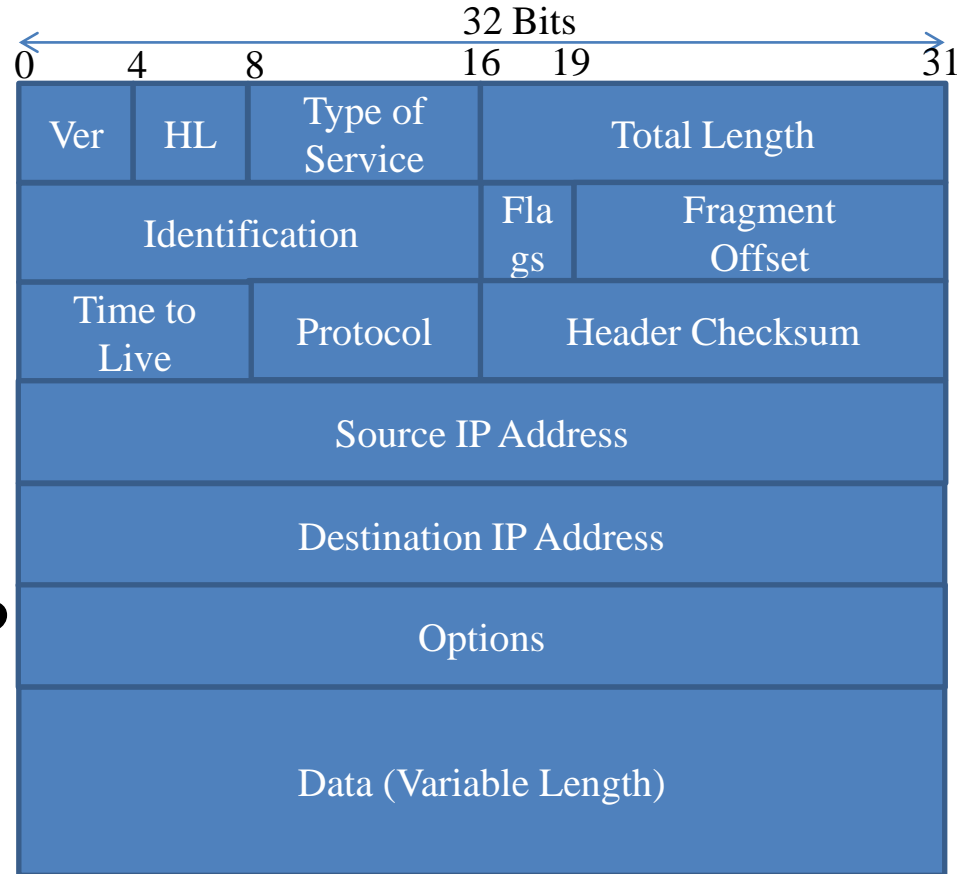 32 Bits
0 4 8 16 19 31
Ver HL Type of Service Total Length
Identification Fla gs Fragment Offset
Time to Live Protocol Header Checksum
Source IP Address
Destination IP Address
Options
Data (Variable Length)